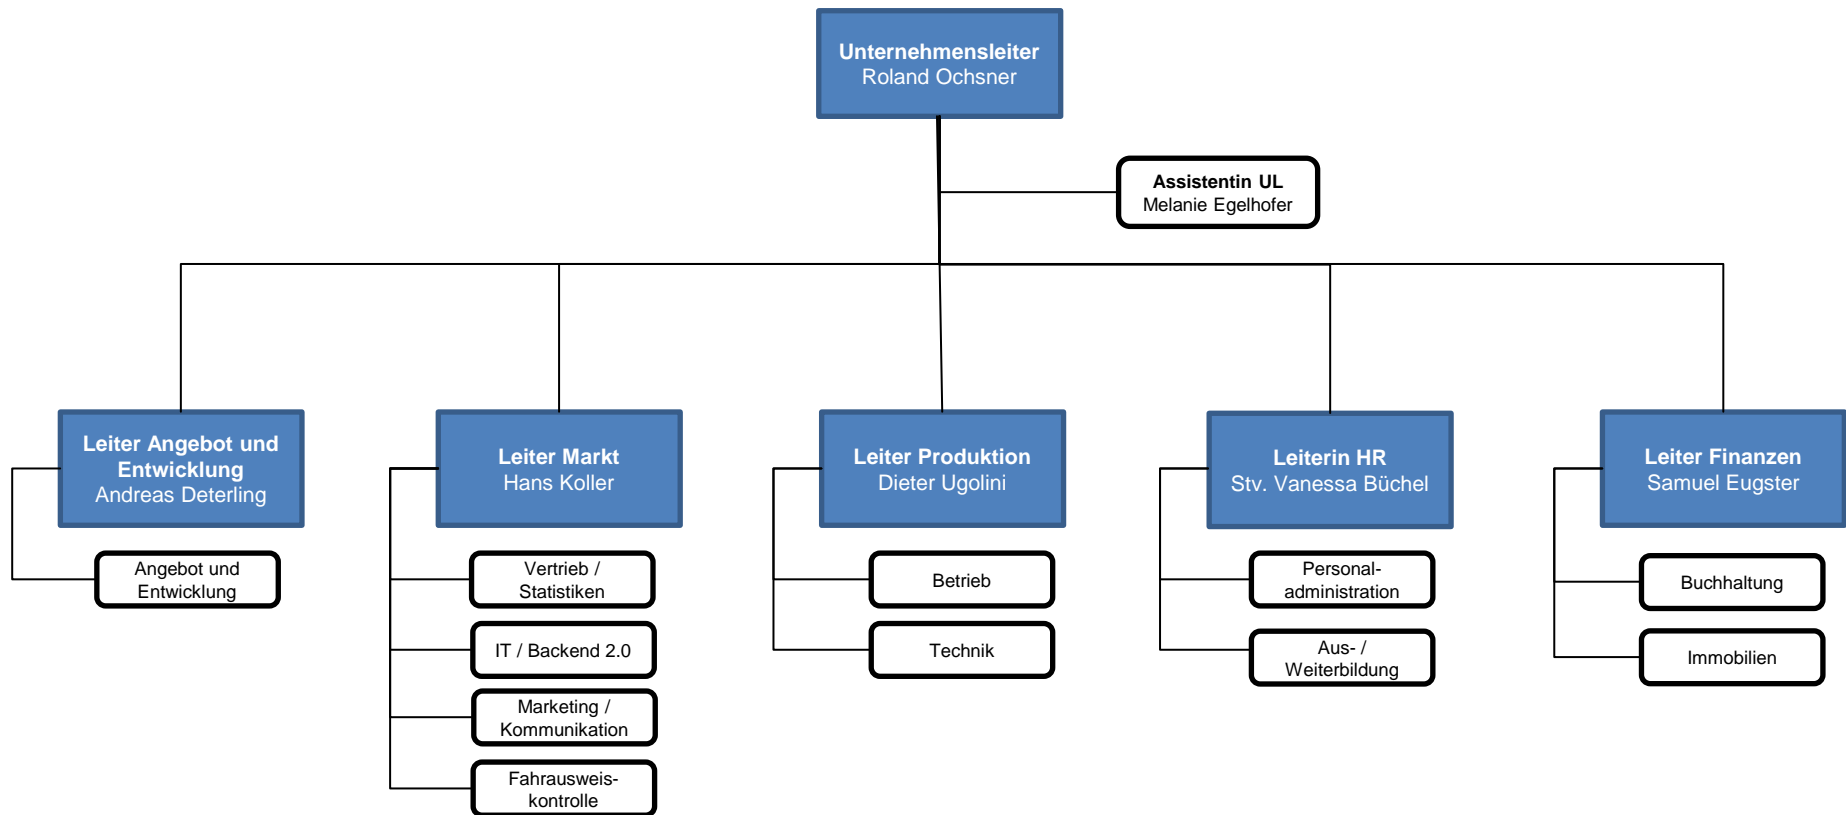 Unternehmensleiter
Roland Ochsner
Assistentin UL
Melanie Egelhofer
Leiter Angebot und
Entwicklung
Andreas Deterling
Leiter Markt
Hans Koller
Leiter Produktion
Dieter Ugolini
Leiterin HR
Stv. Vanessa Büchel
Leiter Finanzen
Samuel Eugster
Angebot und
Entwicklung
Vertrieb /
Statistiken
IT / Backend 2.0
Marketing /
Kommunikation
Fahrausweis-
kontrolle
Betrieb
Technik
Personal-
administration
Aus- /
Weiterbildung
Buchhaltung
Immobilien